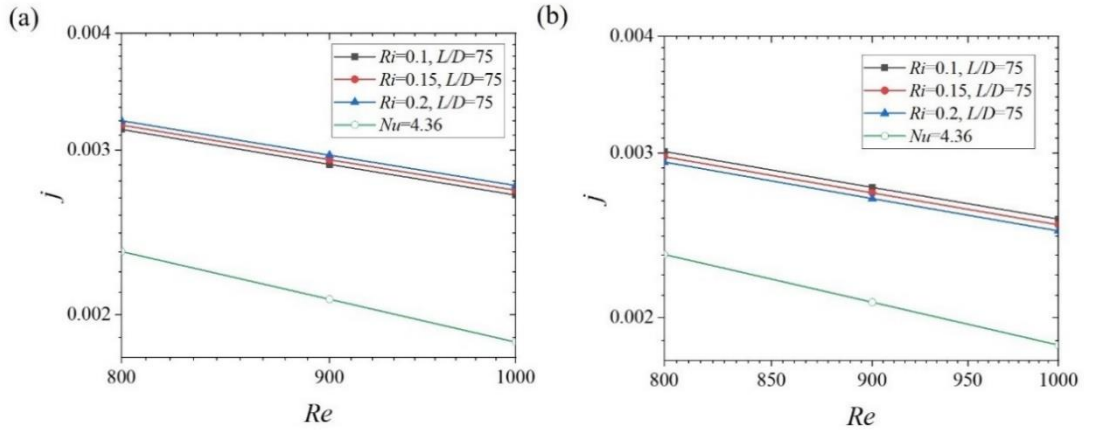 (a)
0.004
Ri=0.1, L/D=75
Ri=0.15, L/D=75
Ri=0.2, L/D=75
Nu=4.36
0.003
j
0.002
800
900
1000
Re
(b)
0.004
Ri=0.1, L/D=75
Ri=0.15, L/D=75
Ri=0.2, L/D=75
Nu=4.36
0.003
j
0.002
800
850
900
950
1000
Re